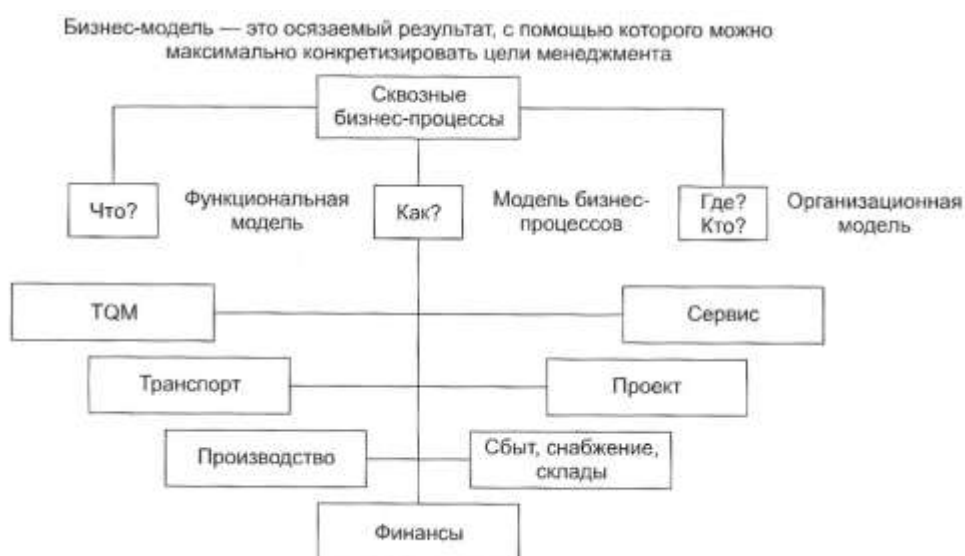 Бизнес-модель — это осязаемый результат, с помощью которого можно
максимально конкретизировать цели менеджмента
Сквозные
бизнес-процессы
Что?
Функциональная
модель
Как?
Модель бизнес-
процессов
Где?
Кто?
Организационная
модель
TQM
Сервис
Транспорт
Проект
Производство
Сбыт, снабжение,
склады
Финансы